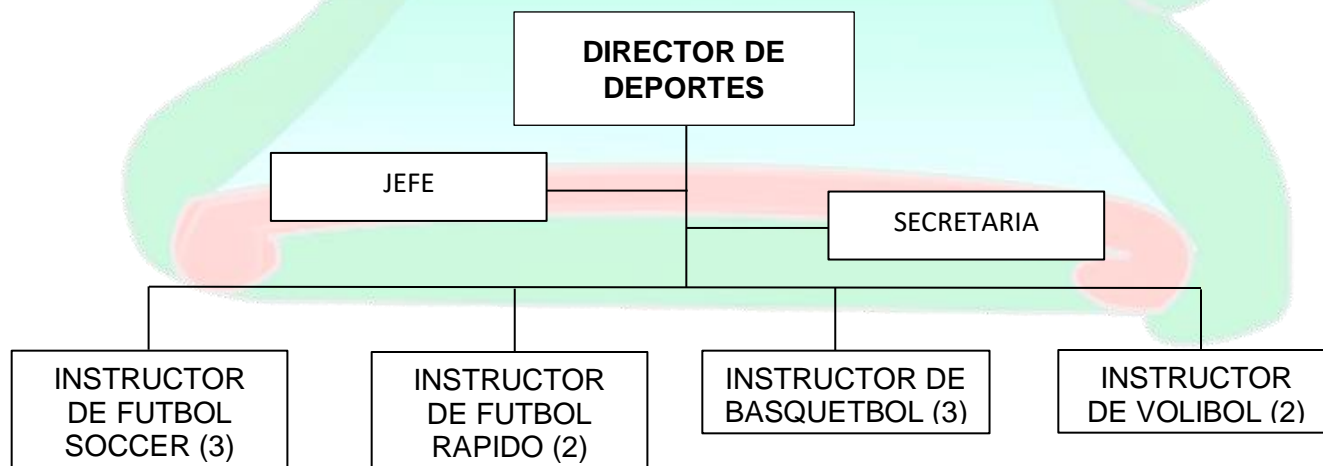 DIRECTOR DE
DEPORTES
JEFE
SECRETARIA
INSTRUCTOR
DE FUTBOL
SOCCER (3)
INSTRUCTOR
DE FUTBOL
RAPIDO (2)
INSTRUCTOR DE
BASQUETBOL (3)
INSTRUCTOR
DE VOLIBOL (2)